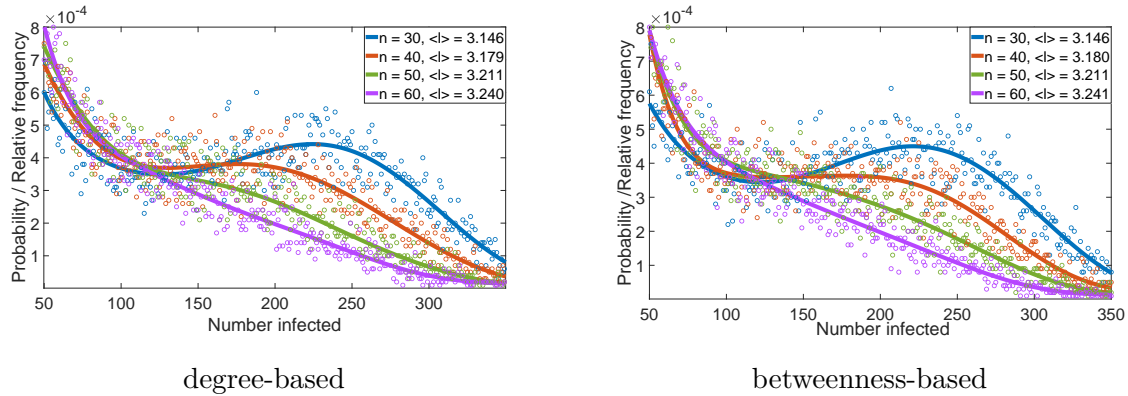 ×10⁻⁴
8
7
6
5
4
3
2
1
50 100 150 200 250 300
Probability / Relative frequency
Number infected
n = 30, <l> = 3.146
n = 40, <l> = 3.179
n = 50, <l> = 3.211
n = 60, <l> = 3.240
degree-based
×10⁻⁴
8
7
6
5
4
3
2
1
50 100 150 200 250 300 350
Probability /Relative frequency
Number infected
n = 30, <l> = 3.146
n = 40, <l> = 3.180
n = 50, <l> = 3.211
n = 60, <l> = 3.241
betweenness-based